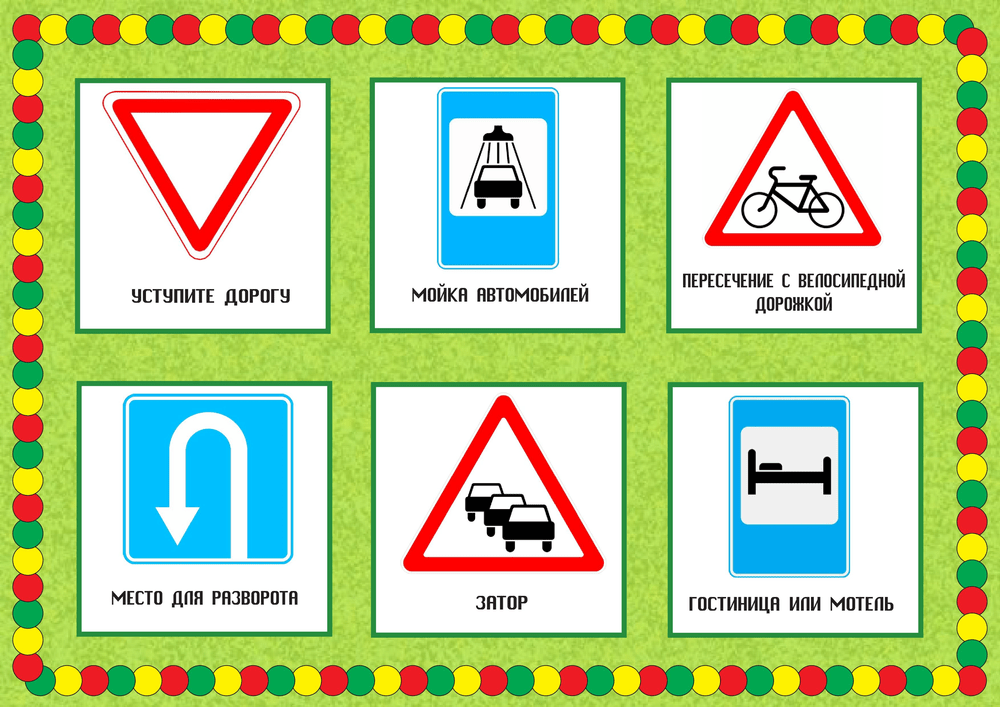 УСТУПИТЕ ДОРОГУ
МОЙКА АВТОМОБИЛЕЙ
ПЕРЕСЕЧЕНИЕ С ВЕЛОСИПЕДНОЙ
ДОРОЖКОЙ
МЕСТО ДЛЯ РАЗВОРОТА
ЗАТОР
ГОСТИНИЦА ИЛИ МОТЕЛЬ